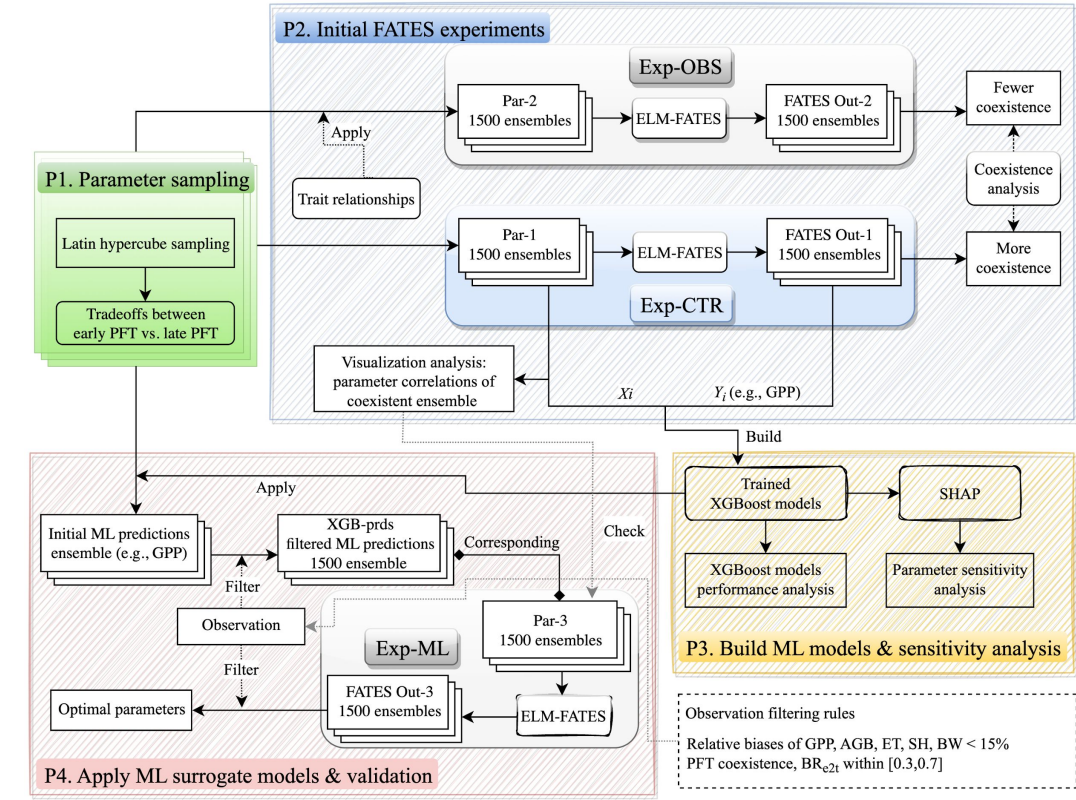 P2. Initial FATES experiments
Exp-OBS
Par-2
1500 ensembles
ELM-FATES
FATES Out-2
1500 ensembles
Fewer
coexistence
Apply
Trait relationships
Coexistence
analysis
P1. Parameter sampling
Latin hypercube sampling
Tradeoffs between
early PFT vs. late PFT
Par-1
1500 ensembles
ELM-FATES
FATES Out-1
1500 ensembles
More
coexistence
Exp-CTR
Visualization analysis:
parameter correlations of
coexistent ensemble
Xi
Yi (e.g., GPP)
Build
Trained
XGBoost models
SHAP
XGBoost models
performance analysis
Parameter sensitivity
analysis
P3. Build ML models & sensitivity analysis
Apply
Initial ML predictions
ensemble (e.g., GPP)
XGB-prds
filtered ML predictions
1500 ensemble
Corresponding
Check
Filter
Observation
Filter
Par-3
1500 ensembles
Exp-ML
FATES Out-3
1500 ensembles
ELM-FATES
Optimal parameters
P4. Apply ML surrogate models & validation
Observation filtering rules
Relative biases of GPP, AGB, ET, SH, BW < 15%
PFT coexistence, BRe2t within [0.3,0.7]